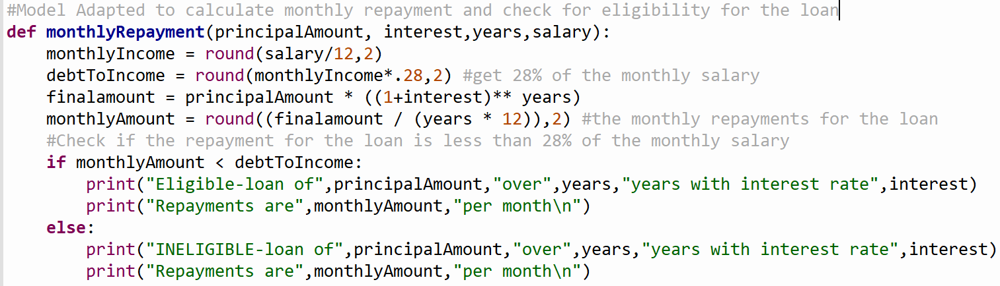 #Model Adapted to calculate monthly repayment and check for eligibility for the loan
def monthlyRepayment(principalAmount, interest,years,salary):
    monthlyIncome = round(salary/12,2)
    debtToIncome = round(monthlyIncome*.28,2) #get 28% of the monthly salary
    finalamount = principalAmount * ((1+interest)** years)
    monthlyAmount = round((finalamount / (years * 12)),2) #the monthly repayments for the loan
    #Check if the repayment for the loan is less than 28% of the monthly salary
    if monthlyAmount < debtToIncome:
        print("Eligible-loan of",principalAmount,"over",years,"years with interest rate",interest)
        print("Repayments are",monthlyAmount,"per month\n")
    else:
        print("INELIGIBLE-loan of",principalAmount,"over",years,"years with interest rate",interest)
        print("Repayments are",monthlyAmount,"per month\n")